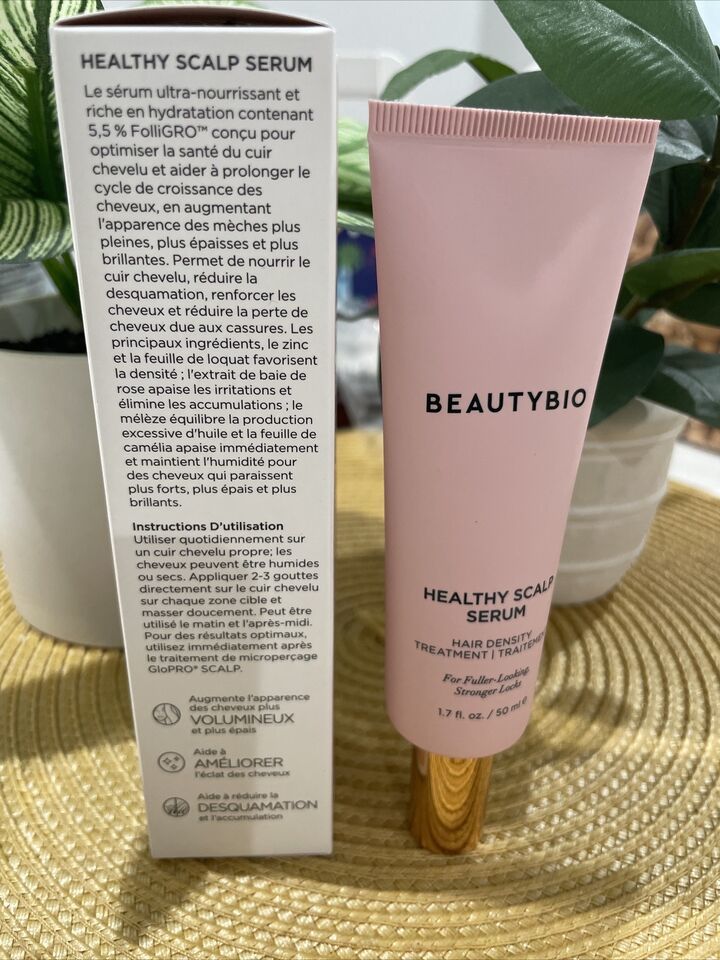 HEALTHY SCALP SERUM
Le sérum ultra-nourrissant et
riche en hydratation contenant
5,5 % FolliGRO™ conçu pour
optimiser la santé du cuir
chevelu et aider à prolonger le
cycle de croissance des
cheveux, en augmentant
l'apparence des mèches plus
pleines, plus épaisses et plus
brillantes. Permet de nourrir le
cuir chevelu, réduire la
desquamation, renforcer les
cheveux et réduire la perte de
cheveux due aux cassures. Les
principaux ingrédients, le zinc
et la feuille de loquat favorisent
la densité ; l'extrait de baie de
rose apaise les irritations et
élimine les accumulations ; le
mélèze équilibre la production
excessive d'huile et la feuille de
camélia apaise immédiatement
et maintient l'humidité pour
des cheveux qui paraissent
plus forts, plus épais et plus
brillants.
Instructions D'utilisation
Utiliser quotidiennement sur
un cuir chevelu propre; les
cheveux peuvent être humides
ou secs. Appliquer 2-3 gouttes
directement sur le cuir chevelu
sur chaque zone cible et
masser doucement. Peut être
utilisé le matin et l'après-midi.
Pour des résultats optimaux,
utilisez immédiatement après
le traitement de microperçage
GloPRO® SCALP.
Augmente l'apparence
des cheveux plus
VOLUMINEUX
et plus épais
Aide à
AMÉLIORER
l'éclat des cheveux
Aide à réduire la
DESQUAMATION
et l'accumulation
BEAUTYBIO
HEALTHY SCALP
SERUM
HAIR DENSITY
TREATMENT | TRAITEMEN
For Fuller-Looking,
Stronger Locks
1.7 fl. oz. / 50 ml e